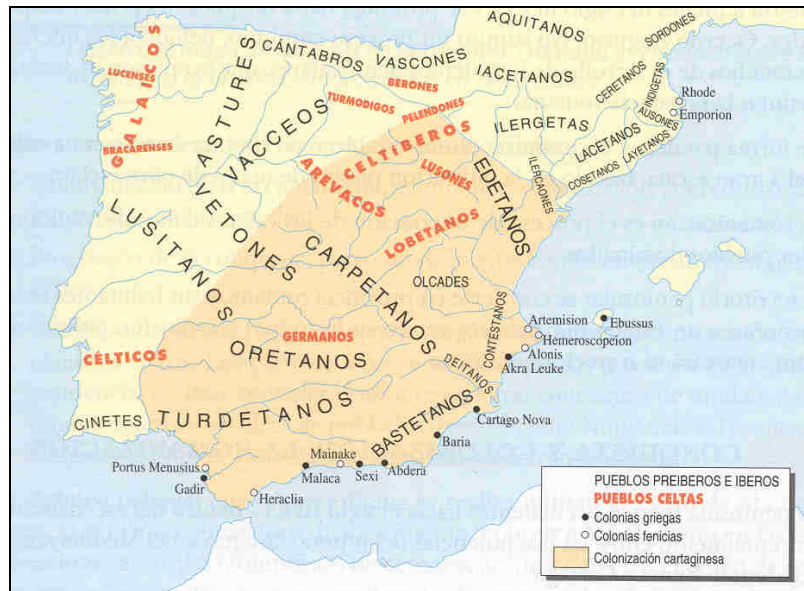 AQUITANOS
SORDONES
CÁNTABROS
VASCONES
IACETANOS
CERETANOS
INDIGETAS
Rhode
Emporion
AUSONES
LUCENSES
GALAICOS
BRACARENSES
ASTURES
VACCEOS
TURMODIGOS
BERONES
PELENDONES
ILERGETAS
LACETANOS
LAYETANOS
COSETANOS
ILERCAONES
CELTIBEROS
ARÉVACOS
LUSONES
EDETANOS
VETONES
LUSITANOS
LOBETANOS
CARPETANOS
OLCADES
CONTESTANOS
Artemision
Hemeroscopeion
Ebussus
Alonis
Akra Leuke
GERMANOS
CÉLTICOS
ORETANOS
DEITANOS
CINETES
TURDETANOS
BASTETANOS
Cartago Nova
Baria
Portus Menusius
Gadir
Mainake
Malaca
Sexi
Abdera
Heraclia
PUEBLOS PREIBEROS E IBEROS
PUEBLOS CELTAS
Colonias griegas
Colonias fenicias
Colonización cartaginesa